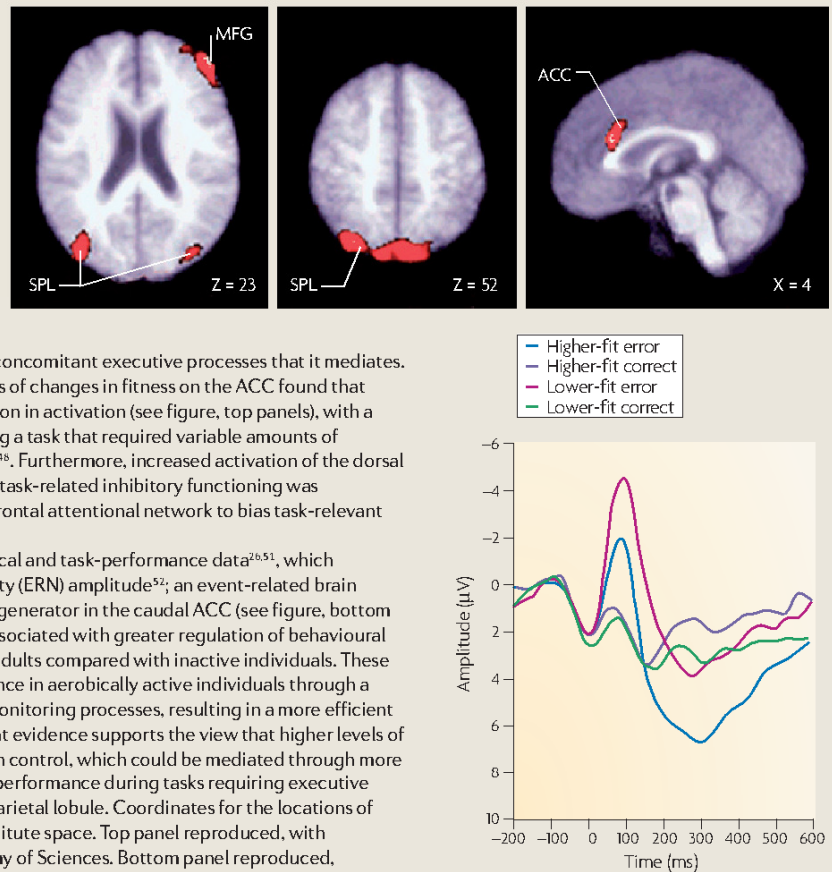 MFG
SPL
Z = 23
SPL
Z = 52
ACC
X = 4
concomitant executive processes that it mediates.
s of changes in fitness on the ACC found that
on in activation (see figure, top panels), with a
g a task that required variable amounts of
48. Furthermore, increased activation of the dorsal
task-related inhibitory functioning was
rontal attentional network to bias task-relevant
cal and task-performance data26,51, which
ty (ERN) amplitude52; an event-related brain
generator in the caudal ACC (see figure, bottom
ssociated with greater regulation of behavioural
dults compared with inactive individuals. These
nce in aerobically active individuals through a
onitoring processes, resulting in a more efficient
t evidence supports the view that higher levels of
n control, which could be mediated through more
performance during tasks requiring executive
arietal lobule. Coordinates for the locations of
titute space. Top panel reproduced, with
ny of Sciences. Bottom panel reproduced,
Higher-fit error
Higher-fit correct
Lower-fit error
Lower-fit correct
Amplitude (µV)
–6
–4
–2
0
2
4
6
8
10
–200 –100 0 100 200 300 400 500 600
Time (ms)